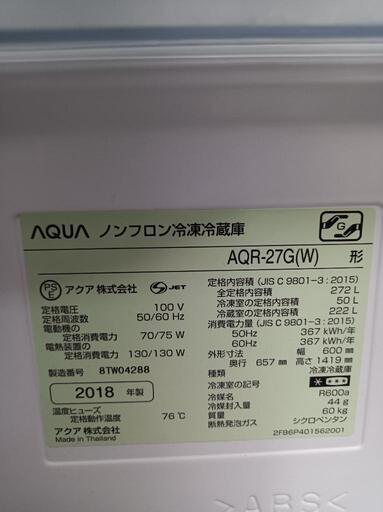 AQUA ノンフロン冷凍冷蔵庫
AQR-27G(W) 形
G
PS
E
アクア 株式会社
JET
定格電圧 100 V
定格周波数 50/60 Hz
電動機の
定格消費電力 70/75 W
電熱装置の
定格消費電力 130/130 W
製造番号 8TW04288
2018 年製
温度ヒューズ
定格動作温度 76℃
アクア 株式会社
Made in Thailand
定格内容積 (JIS C 9801-3 : 2015)
全定格内容積 272 L
冷凍室の定格内容積 50 L
冷蔵室の定格内容積 222 L
消費電力量 (JIS C 9801-3 : 2015)
50Hz 367 kWh/年
60Hz 367 kWh/年
外形寸法 幅 600 mm
奥行 657 mm 高さ 1419 mm
種類 冷凍冷蔵庫
冷凍室の記号
冷媒名 R600a
冷媒封入量 44g
質量 60 kg
断熱発泡ガス シクロペンタン
2FB6P401562001
>ABS<